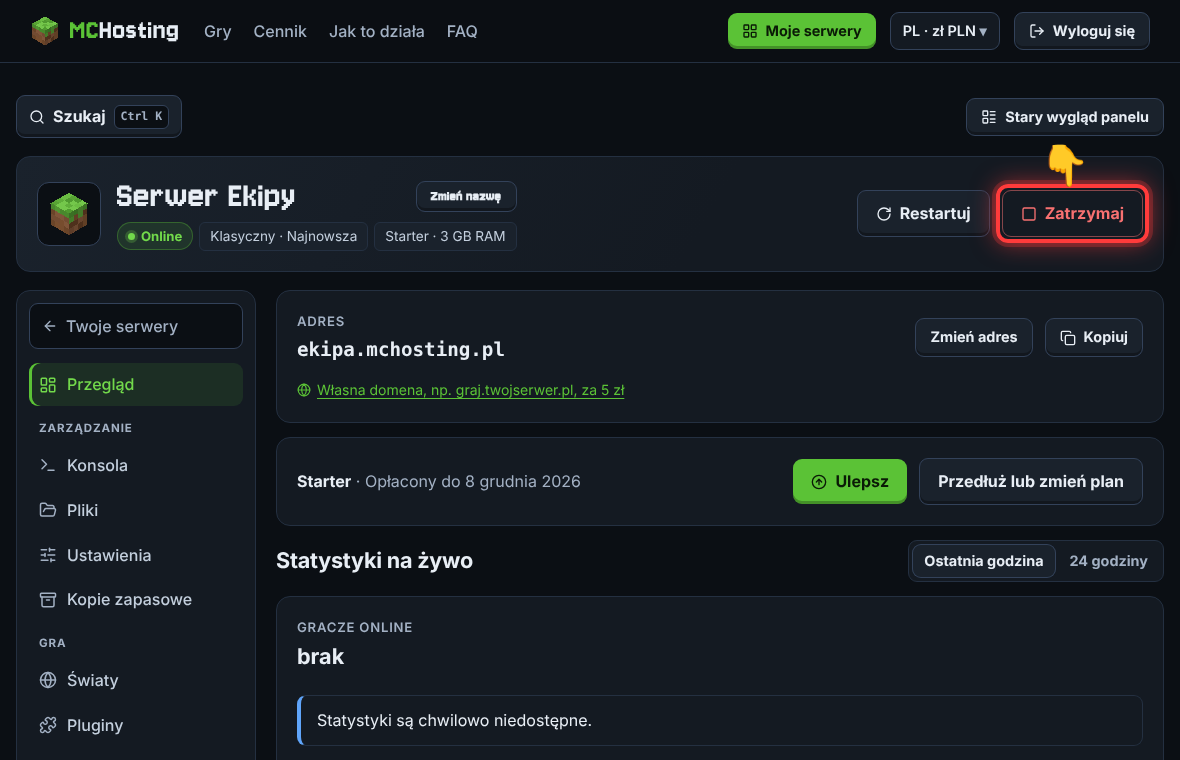 MCHosting
Gry
Cennik
Jak to działa
FAQ
Moje serwery
PL · zł PLN ▾
Wyloguj się
Szukaj
Ctrl K
Stary wygląd panelu
Serwer Ekipy
Zmień nazwę
Online
Klasyczny · Najnowsza
Starter · 3 GB RAM
Restartuj
Zatrzymaj
← Twoje serwery
Przegląd
ZARZĄDZANIE
Konsola
Pliki
Ustawienia
Kopie zapasowe
GRA
Światy
Pluginy
ADRES
ekipa.mchosting.pl
Zmień adres
Kopiuj
Własna domena, np. graj.twojserwer.pl, za 5 zł
Starter · Opłacony do 8 grudnia 2026
Ulepsz
Przedłuż lub zmień plan
Statystyki na żywo
Ostatnia godzina
24 godziny
GRACZE ONLINE
brak
Statystyki są chwilowo niedostępne.